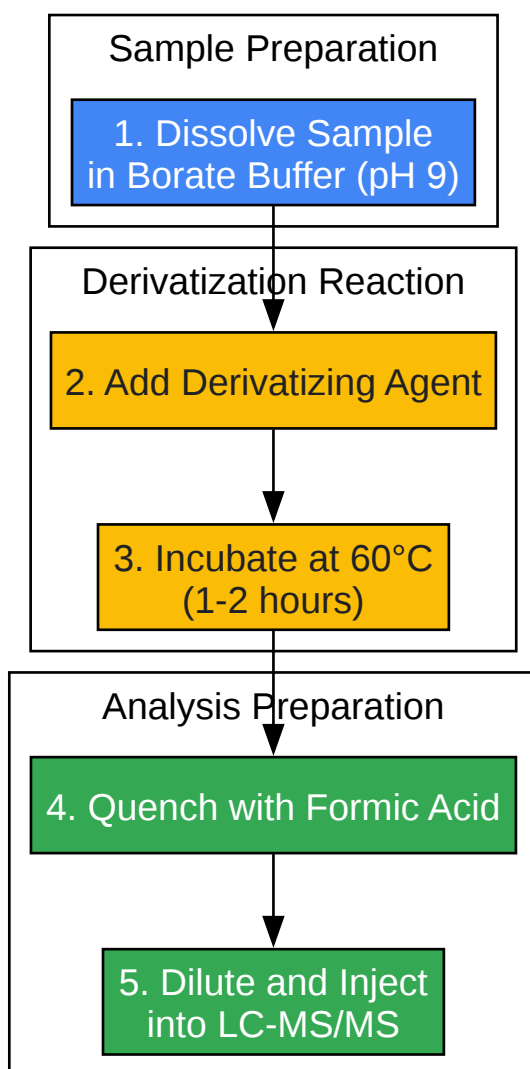 Sample Preparation
1. Dissolve Sample
in Borate Buffer (pH 9)
Derivatization Reaction
2. Add Derivatizing Agent
3. Incubate at 60°C
(1-2 hours)
Analysis Preparation
4. Quench with Formic Acid
5. Dilute and Inject
into LC-MS/MS